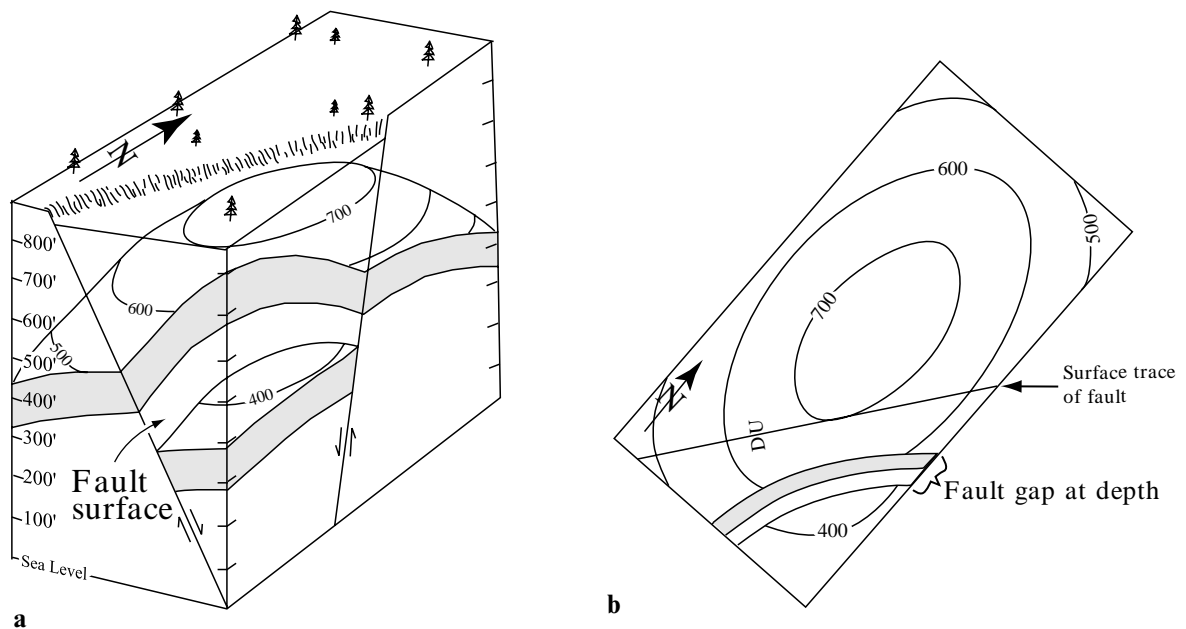 N
700
800'
700'
600'
600
500'
500
400'
400
300'
200'
100'
Fault
surface
Sea Level
a
600
500
700
N
Surface trace
of fault
D U
Fault gap at depth
400
b